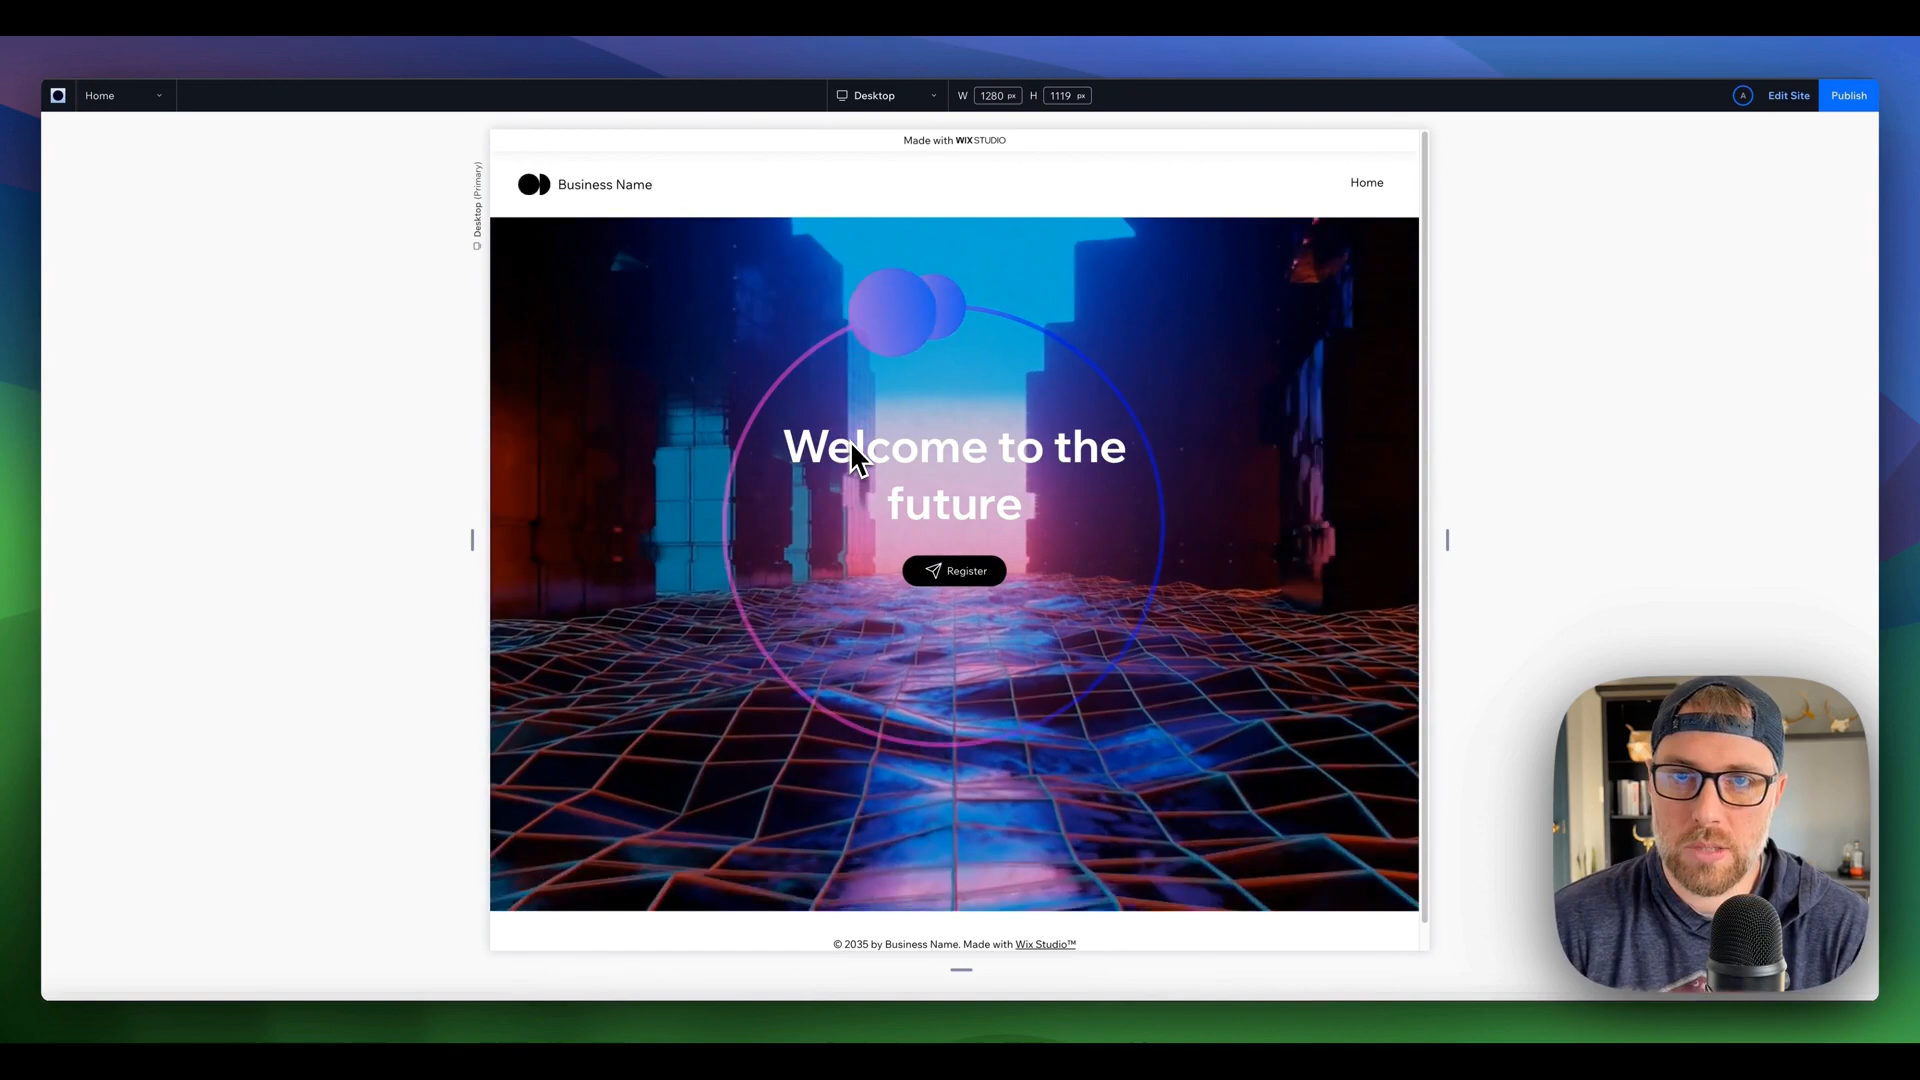 Home
Desktop
W 1280 px H 1119 px
A
Edit Site
Publish
Made with WIX STUDIO
Desktop (Primary)
Business Name
Home
Welcome to the
future
Register
© 2035 by Business Name. Made with Wix Studio™